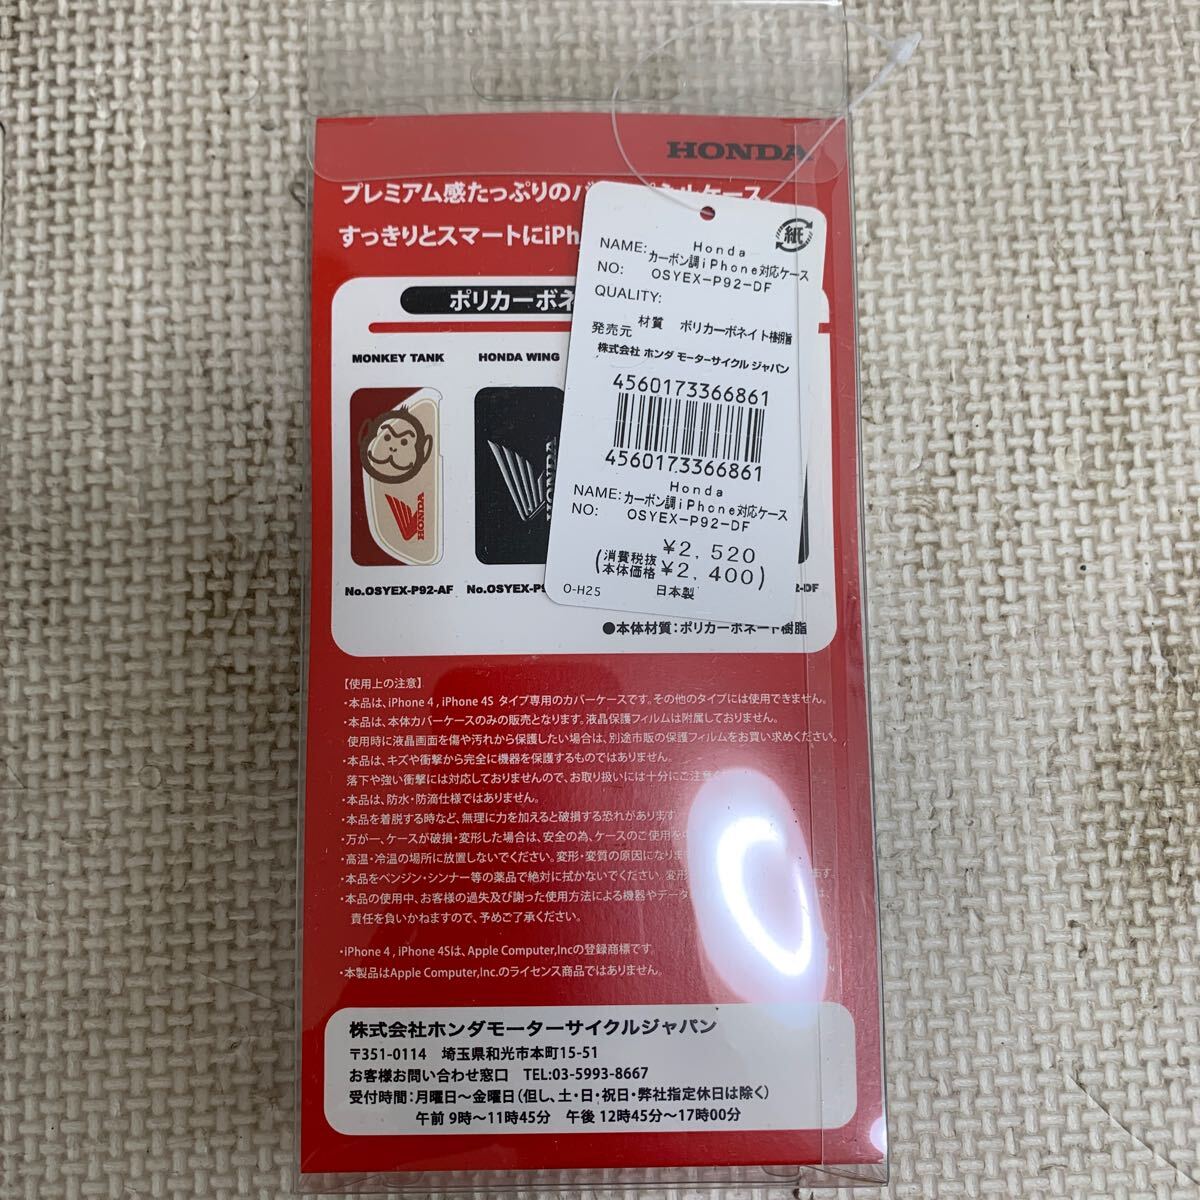 HONDA
プレミアム感たっぷりの
すっきりとスマートにiPh
ポリカーボネ
MONKEY TANK
HONDA WING
HONDA
HONDA
No.OSYEX-P92-AF
No.OSYEX-P9
2-DF
●本体材質:ポリカーボネート樹脂
紙
NAME: Honda
カーボン調iPhone対応ケース
NO: OSYEX-P92-DF
QUALITY:
材質 ポリカーボネイト樹脂
発売元
株式会社 ホンダ モーターサイクル ジャパン
4560173366861
4560173366861
Honda
NAME: カーボン調iPhone対応ケース
NO: OSYEX-P92-DF
¥2,520
(消費税抜本体価格 ¥2,400)
O-H25 日本製
【使用上の注意】
・本品は、iPhone 4 , iPhone 4S タイプ専用のカバーケースです。その他のタイプには使用できません。
・本品は、本体カバーケースのみの販売となります。液晶保護フィルムは附属しておりません。
使用時に液晶画面を傷や汚れから保護したい場合は、別途市販の保護フィルムをお買い求めください。
・本品は、キズや衝撃から完全に機器を保護するものではありません。
落下や強い衝撃には対応しておりませんので、お取り扱いには十分にご注意く
・本品は、防水・防滴仕様ではありません。
・本品を着脱する時など、無理に力を加えると破損する恐れがあります。
・万が一、ケースが破損・変形した場合は、安全の為、ケースのご使用を中
・高温・冷温の場所に放置しないでください。変形・変質の原因になりま
・本品をベンジン・シンナー等の薬品で絶対に拭かないでください。変形
・本品の使用中、お客様の過失及び謝った使用方法による機器やデータ
責任を負いかねますので、予めご了承ください。
・iPhone 4 , iPhone 4Sは、Apple Computer,Incの登録商標です。
・本製品はApple Computer,Inc.のライセンス商品ではありません。
株式会社ホンダモーターサイクルジャパン
〒351-0114 埼玉県和光市本町15-51
お客様お問い合わせ窓口 TEL:03-5993-8667
受付時間:月曜日〜金曜日(但し、土・日・祝日・弊社指定休日は除く)
午前 9時〜11時45分 午後 12時45分〜17時00分